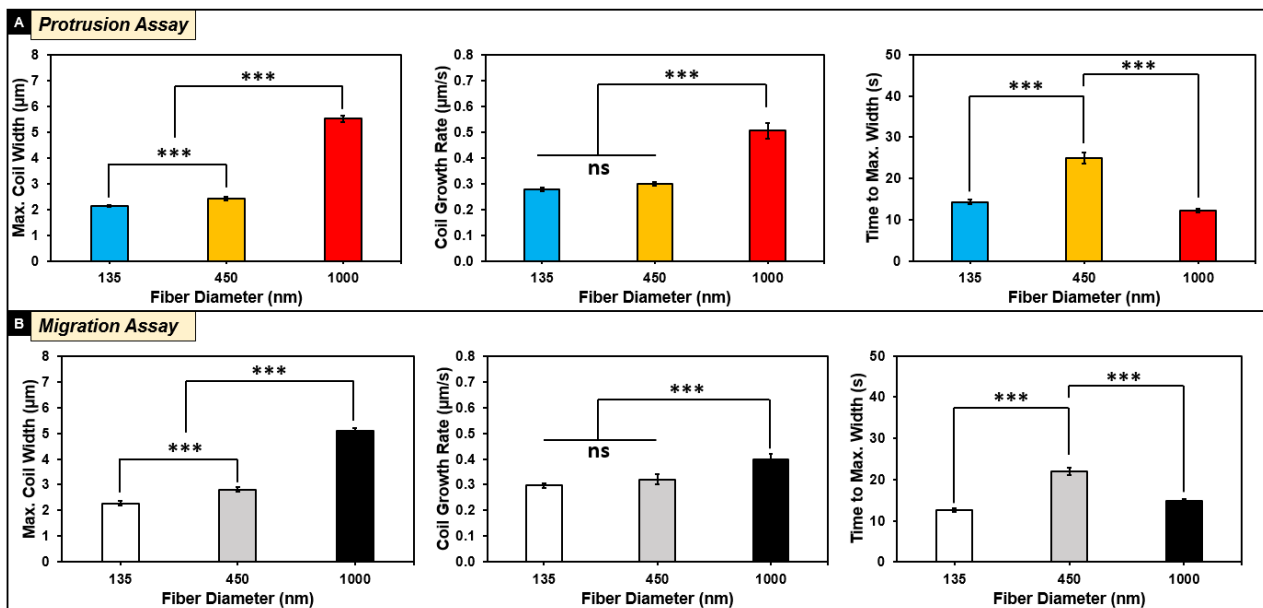 A Protrusion Assay
Max. Coil Width (µm)
8
7
6
5
4
3
2
1
0
***
***
135 450 1000
Fiber Diameter (nm)
Coil Growth Rate (µm/s)
0.8
0.7
0.6
0.5
0.4
0.3
0.2
0.1
0.0
***
ns
135 450 1000
Fiber Diameter (nm)
Time to Max. Width (s)
50
40
30
20
10
0
***
***
135 450 1000
Fiber Diameter (nm)
B Migration Assay
Max. Coil Width (µm)
8
7
6
5
4
3
2
1
0
***
***
135 450 1000
Fiber Diameter (nm)
Coil Growth Rate (µm/s)
0.8
0.7
0.6
0.5
0.4
0.3
0.2
0.1
0
***
ns
135 450 1000
Fiber Diameter (nm)
Time to Max. Width (s)
50
40
30
20
10
0
***
***
135 450 1000
Fiber Diameter (nm)